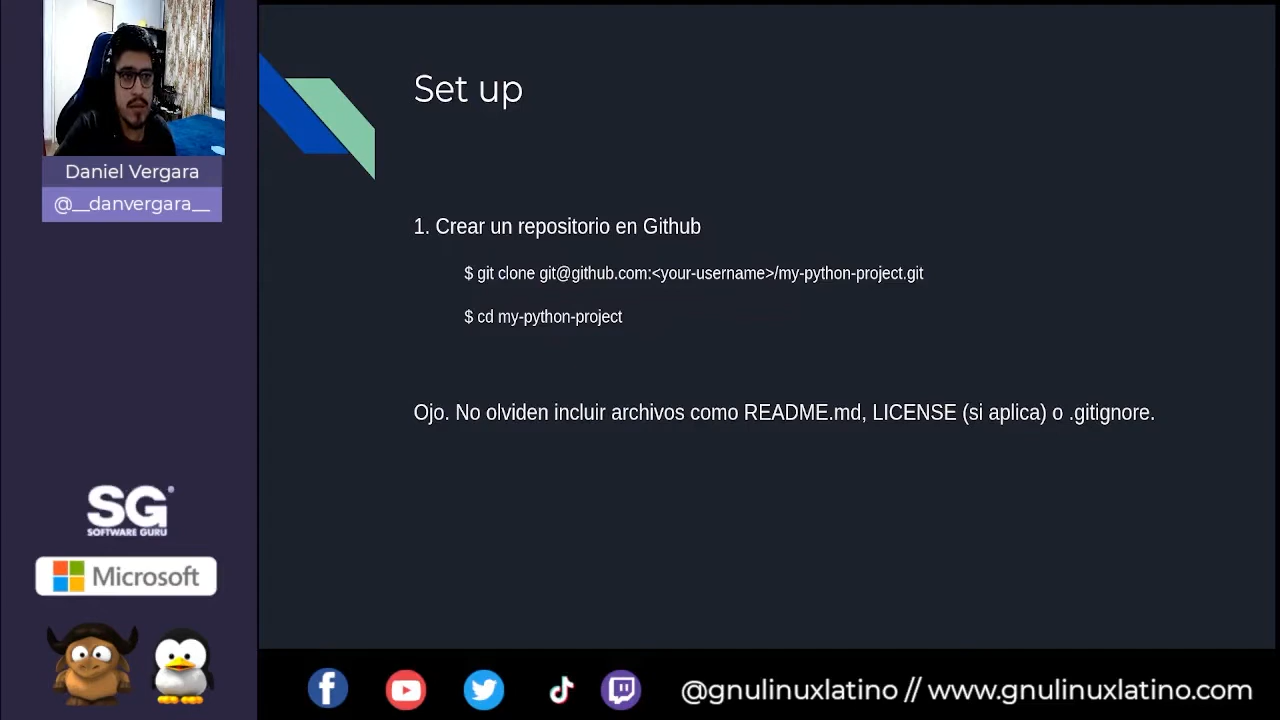 Daniel Vergara
@__danvergara__
Set up
1. Crear un repositorio en Github
$ git clone git@github.com:<your-username>/my-python-project.git
$ cd my-python-project
Ojo. No olviden incluir archivos como README.md, LICENSE (si aplica) o .gitignore.
SG
SOFTWARE GURU
Microsoft
@gnulinuxlatino // www.gnulinuxlatino.com